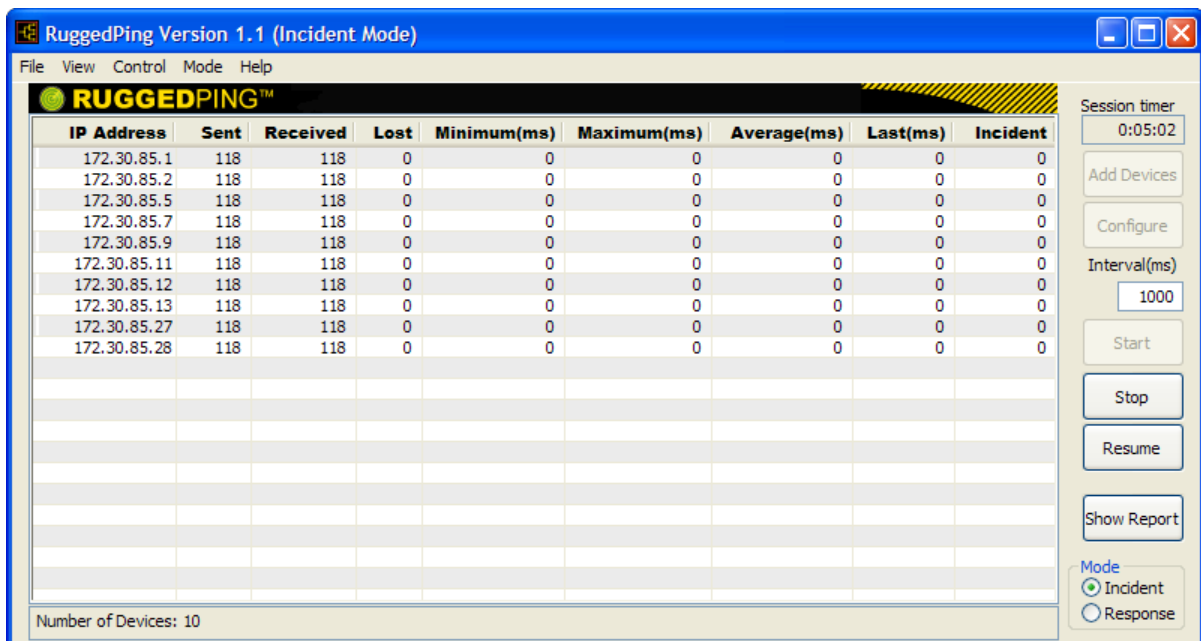 RuggedPing Version 1.1 (Incident Mode)
File View Control Mode Help
RUGGEDPING™
IP Address Sent Received Lost Minimum(ms) Maximum(ms) Average(ms) Last(ms) Incident
172.30.85.1 118 118 0 0 0 0 0 0
172.30.85.2 118 118 0 0 0 0 0 0
172.30.85.5 118 118 0 0 0 0 0 0
172.30.85.7 118 118 0 0 0 0 0 0
172.30.85.9 118 118 0 0 0 0 0 0
172.30.85.11 118 118 0 0 0 0 0 0
172.30.85.12 118 118 0 0 0 0 0 0
172.30.85.13 118 118 0 0 0 0 0 0
172.30.85.27 118 118 0 0 0 0 0 0
172.30.85.28 118 118 0 0 0 0 0 0
Number of Devices: 10
Session timer
0:05:02
Add Devices
Configure
Interval(ms)
1000
Start
Stop
Resume
Show Report
Mode
Incident
Response